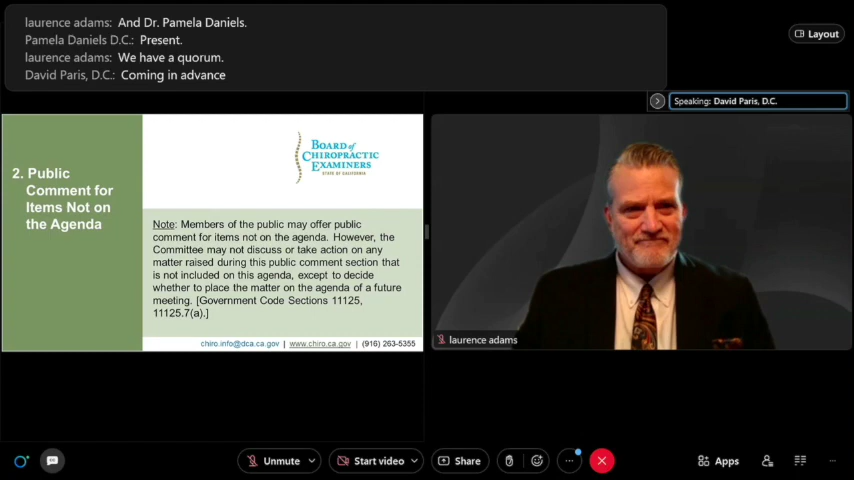 laurence adams: And Dr. Pamela Daniels.
Pamela Daniels D.C.: Present.
laurence adams: We have a quorum.
David Paris, D.C.: Coming in advance
Layout
Speaking: David Paris, D.C.
2. Public
Comment for
Items Not on
the Agenda
BOARD of
CHIROPRACTIC
EXAMINERS
STATE OF CALIFORNIA
Note: Members of the public may offer public
comment for items not on the agenda. However, the
Committee may not discuss or take action on any
matter raised during this public comment section that
is not included on this agenda, except to decide
whether to place the matter on the agenda of a future
meeting. [Government Code Sections 11125,
11125.7(a).]
chiro.info@dca.ca.gov | www.chiro.ca.gov | (916) 263-5355
laurence adams
Unmute
Start video
Share
Apps